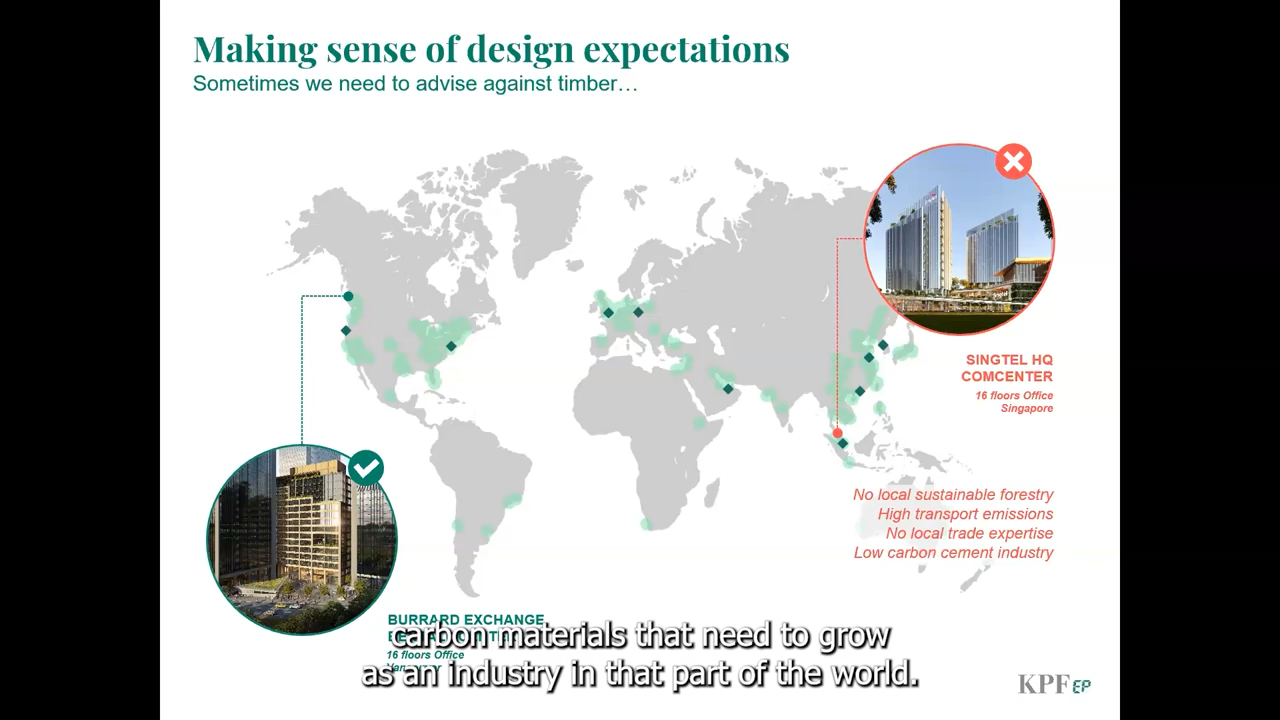 Making sense of design expectations
Sometimes we need to advise against timber…
SINGTEL HQ
COMCENTER
16 floors Office
Singapore
No local sustainable forestry
High transport emissions
No local trade expertise
Low carbon cement industry
BURRARD EXCHANGE
16 floors Office
carbon materials that need to grow
as an industry in that part of the world.
KPF EP